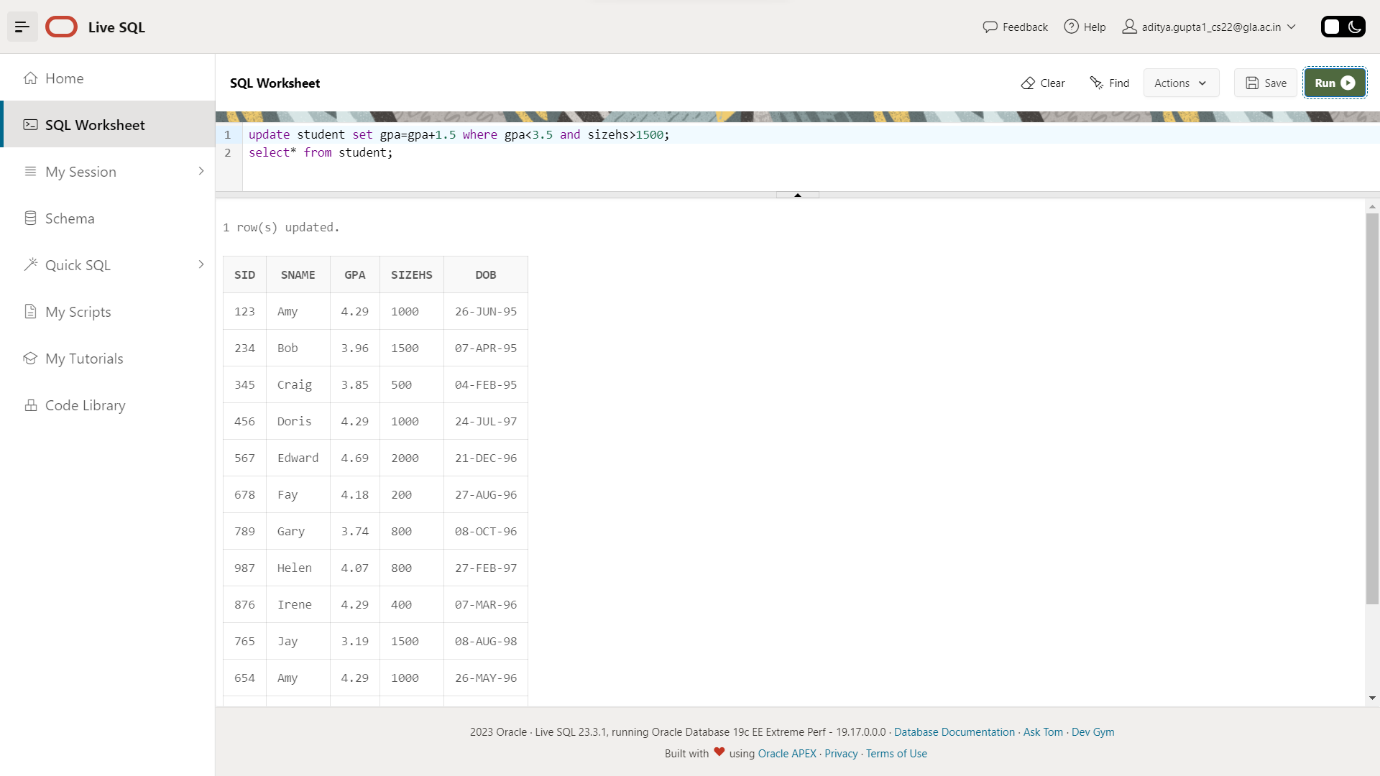 Live SQL
Feedback Help aditya.gupta1_cs22@gla.ac.in
Home
SQL Worksheet
My Session
Schema
Quick SQL
My Scripts
My Tutorials
Code Library
SQL Worksheet
Clear Find Actions Save Run
1 update student set gpa=gpa+1.5 where gpa<3.5 and sizehs>1500;
2 select* from student;
1 row(s) updated.
SID SNAME GPA SIZEHS DOB
123 Amy 4.29 1000 26-JUN-95
234 Bob 3.96 1500 07-APR-95
345 Craig 3.85 500 04-FEB-95
456 Doris 4.29 1000 24-JUL-97
567 Edward 4.69 2000 21-DEC-96
678 Fay 4.18 200 27-AUG-96
789 Gary 3.74 800 08-OCT-96
987 Helen 4.07 800 27-FEB-97
876 Irene 4.29 400 07-MAR-96
765 Jay 3.19 1500 08-AUG-98
654 Amy 4.29 1000 26-MAY-96
2023 Oracle · Live SQL 23.3.1, running Oracle Database 19c EE Extreme Perf - 19.17.0.0.0 · Database Documentation · Ask Tom · Dev Gym
Built with ❤ using Oracle APEX · Privacy · Terms of Use